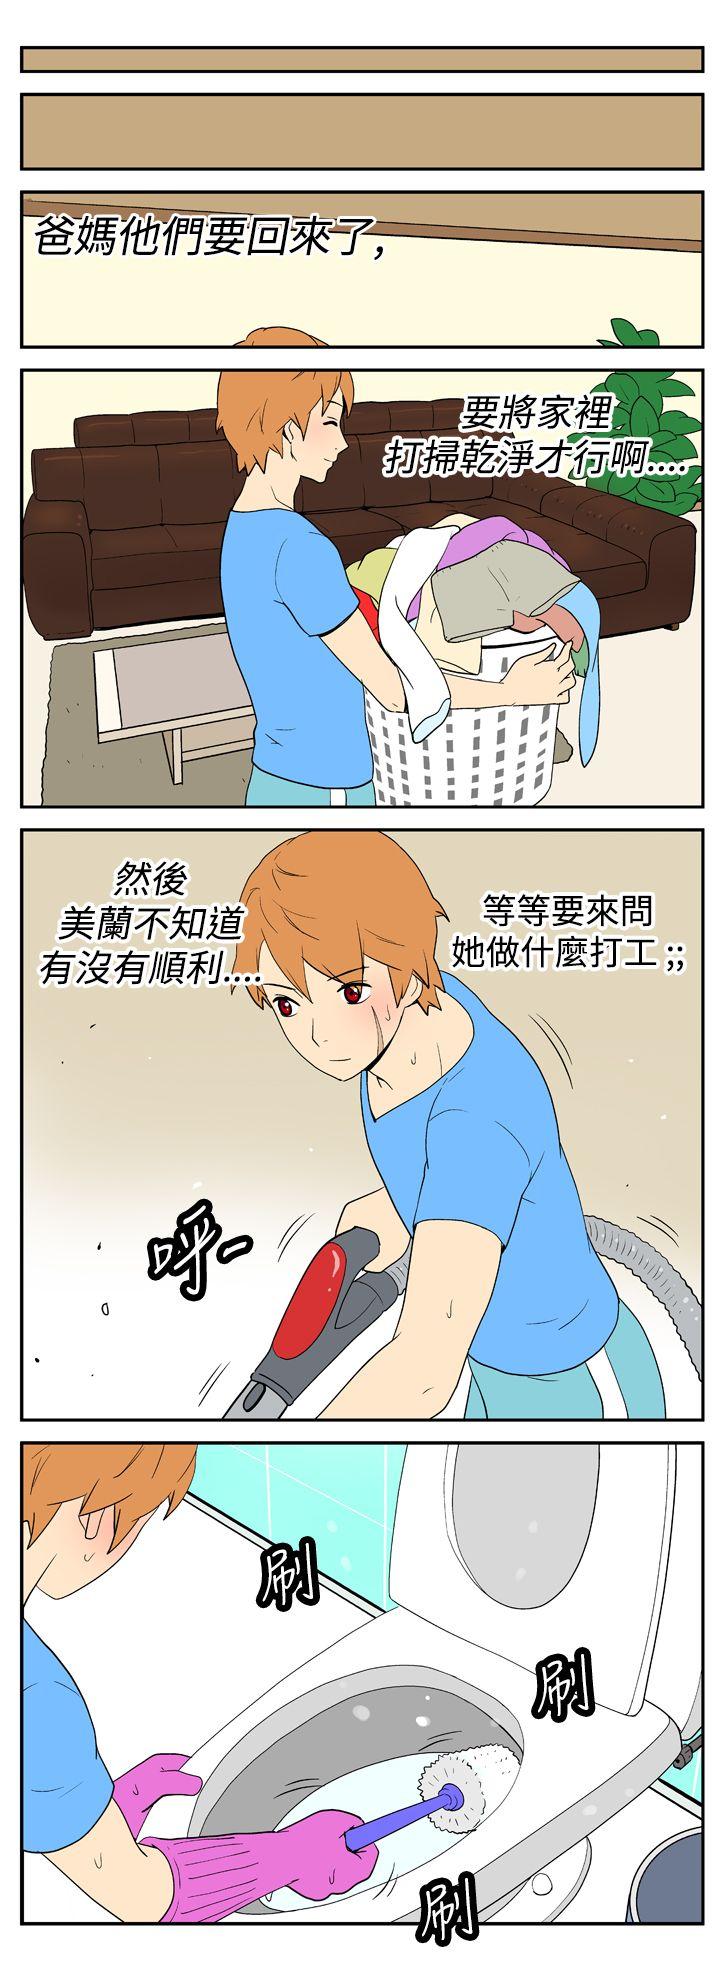 爸媽他們要回來了,
要將家裡
打掃乾淨才行啊....
然後
美蘭不知道
有沒有順利....
等等要來問
她做什麼打工;;
呼-
刷
刷
刷